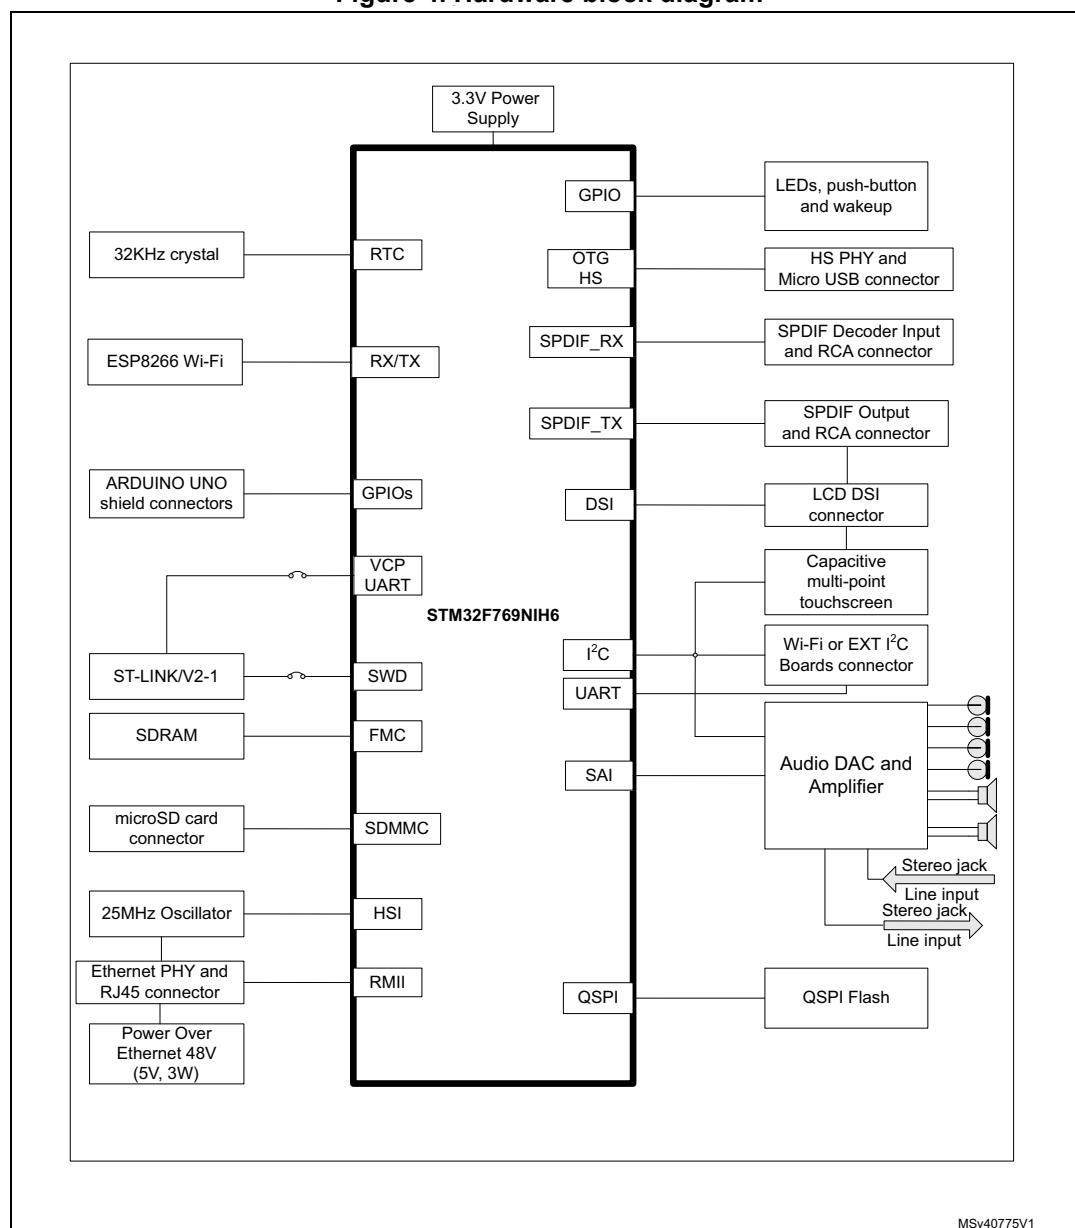 Figure 4. Hardware block diagram
3.3V Power
Supply
GPIO
LEDs, push-button
and wakeup
32KHz crystal
RTC
OTG
HS
HS PHY and
Micro USB connector
ESP8266 Wi-Fi
RX/TX
SPDIF_RX
SPDIF Decoder Input
and RCA connector
SPDIF_TX
SPDIF Output
and RCA connector
ARDUINO UNO
shield connectors
GPIOs
DSI
LCD DSI
connector
VCP
UART
Capacitive
multi-point
touchscreen
STM32F769NIH6
ST-LINK/V2-1
SWD
I²C
UART
Wi-Fi or EXT I²C
Boards connector
SDRAM
FMC
SAI
Audio DAC and
Amplifier
microSD card
connector
SDMMC
Stereo jack
Line input
Stereo jack
Line input
25MHz Oscillator
HSI
Ethernet PHY and
RJ45 connector
RMII
QSPI
QSPI Flash
Power Over
Ethernet 48V
(5V, 3W)
MSv40775V1